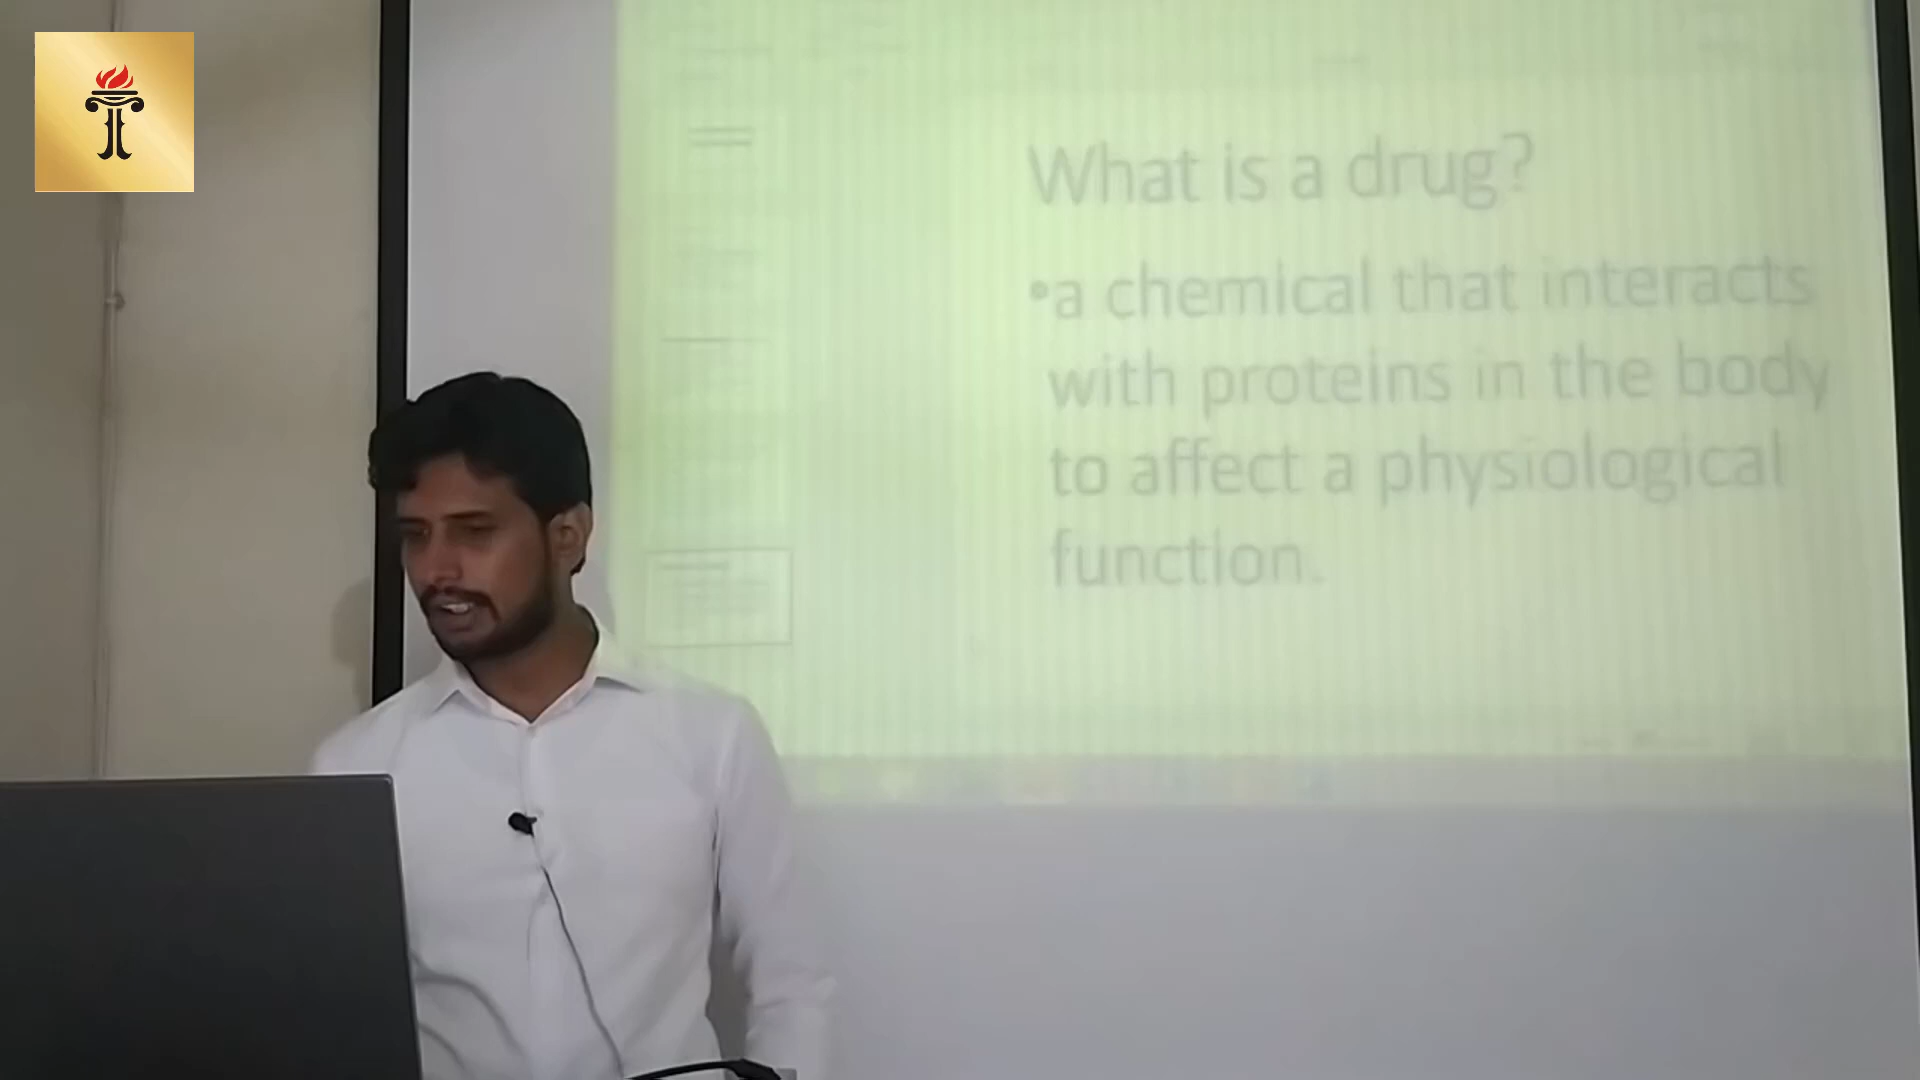 What is a drug?
•a chemical that interacts
with proteins in the body
to affect a physiological
function.